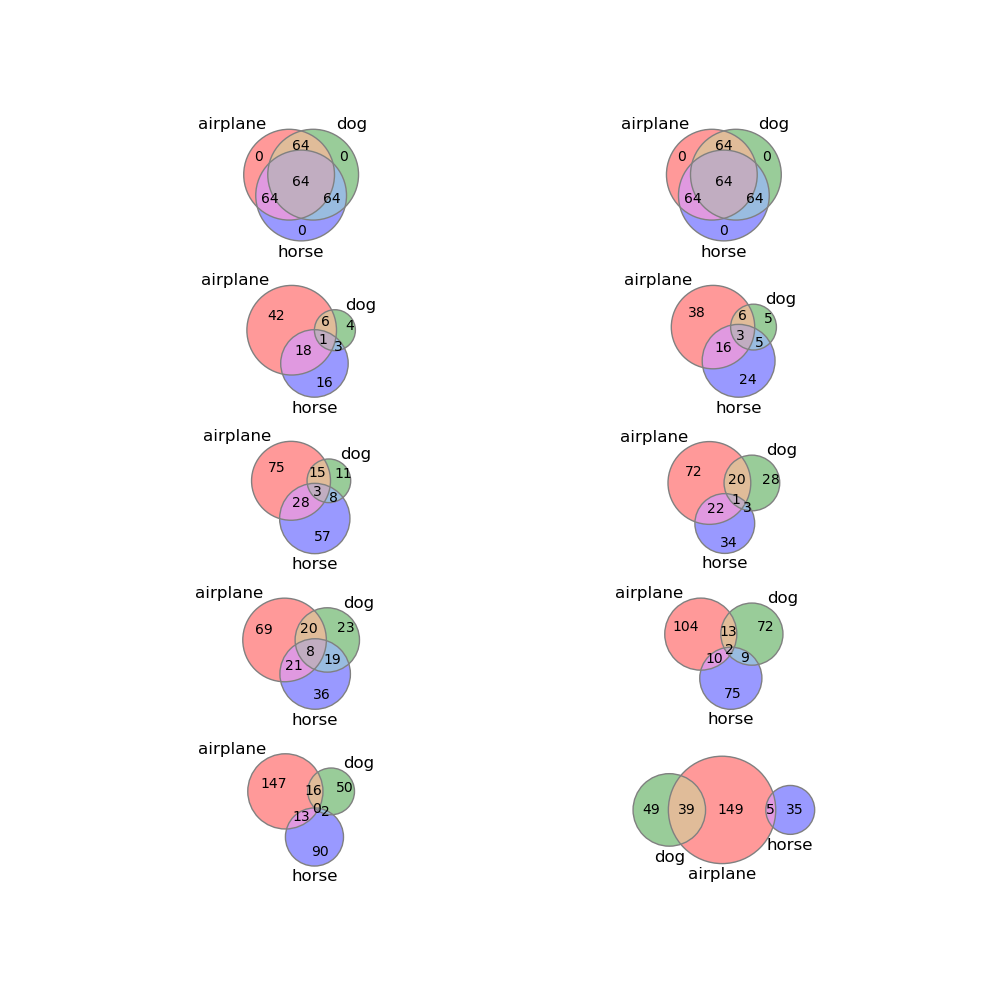 airplane dog
0 64 0
64
64 64
0
horse
airplane dog
0 64 0
64
64 64
0
horse
airplane
dog
42 6 4
1 3
18
16
horse
airplane
dog
38 6 5
3 5
16
24
horse
airplane
dog
75 15 11
3 8
28
57
horse
airplane
dog
72 20 28
1 3
22
34
horse
airplane
dog
69 20 23
8
21 19
36
horse
airplane
dog
104 13 72
2
10 9
75
horse
airplane
dog
147 16 50
0 2
13
90
horse
49 39 149 5 35
horse
dog
airplane